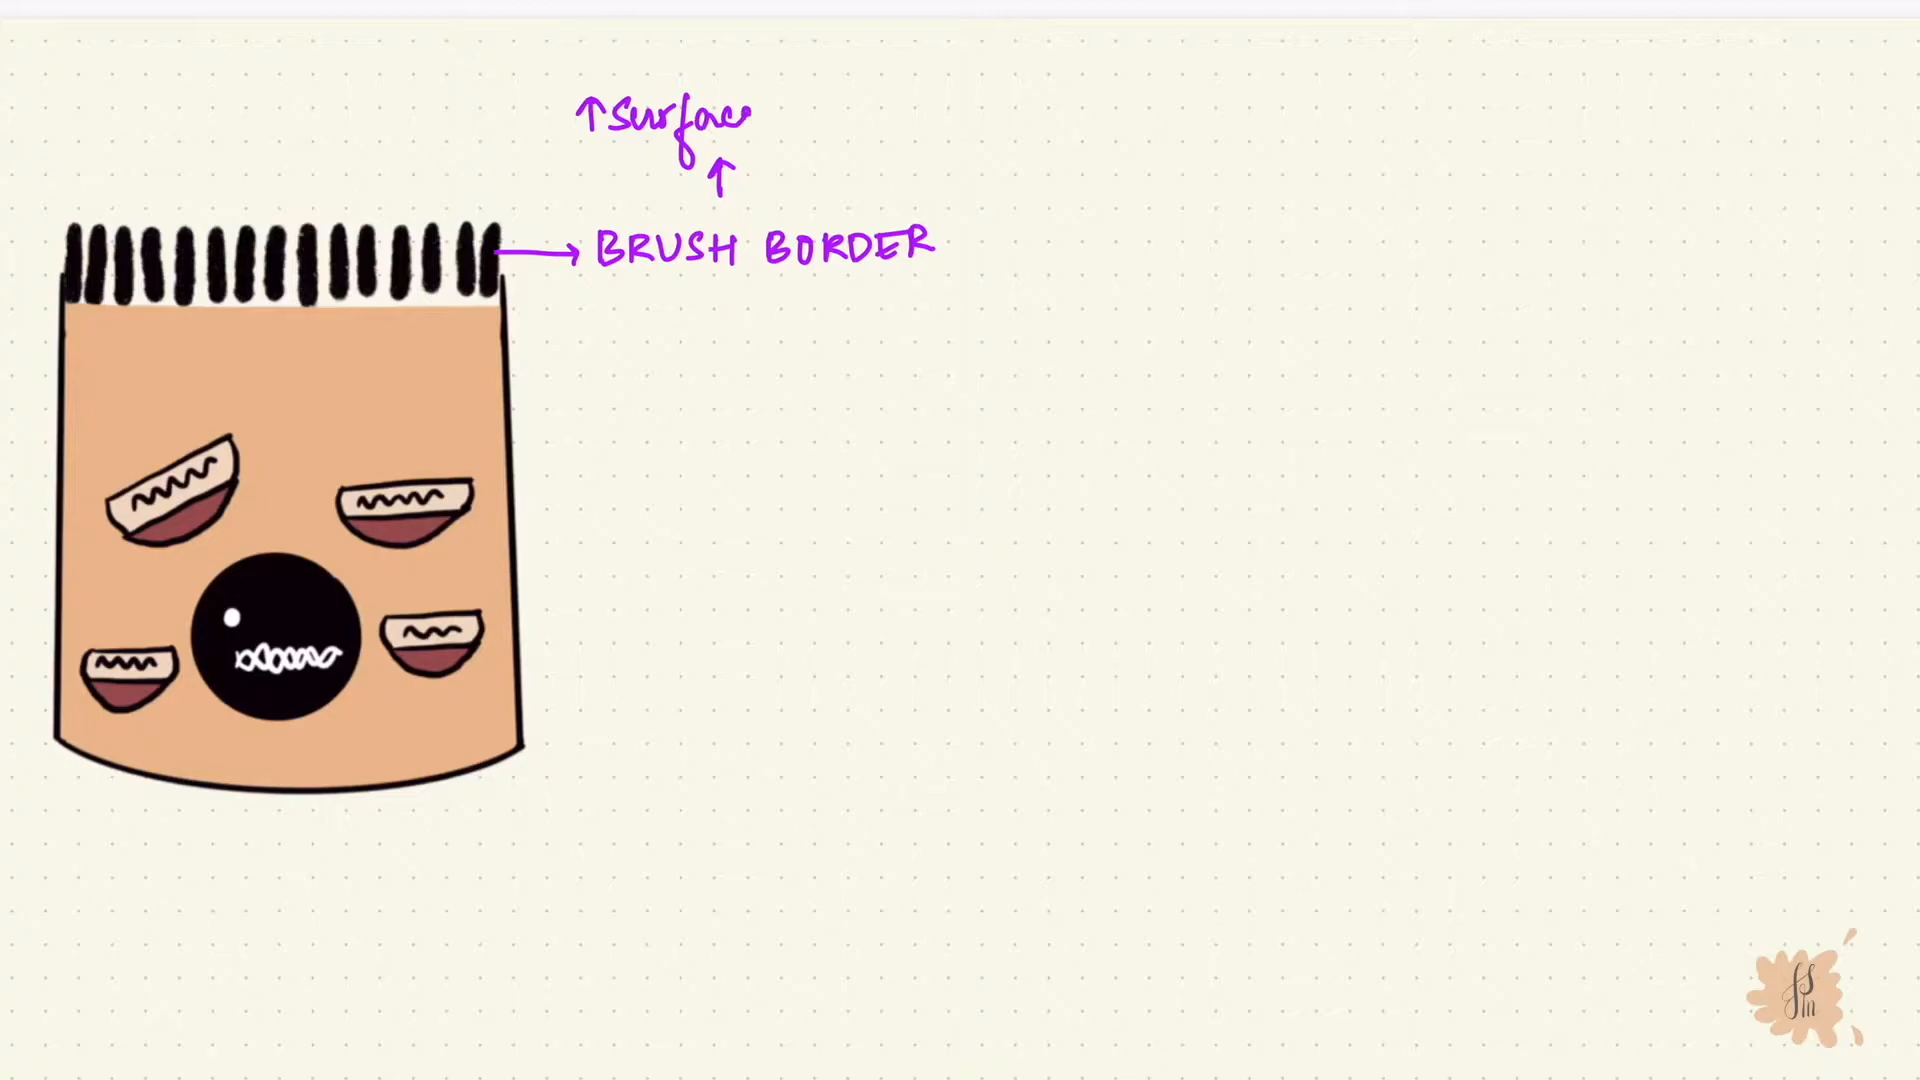 ↑ Surface
↑
→ BRUSH BORDER